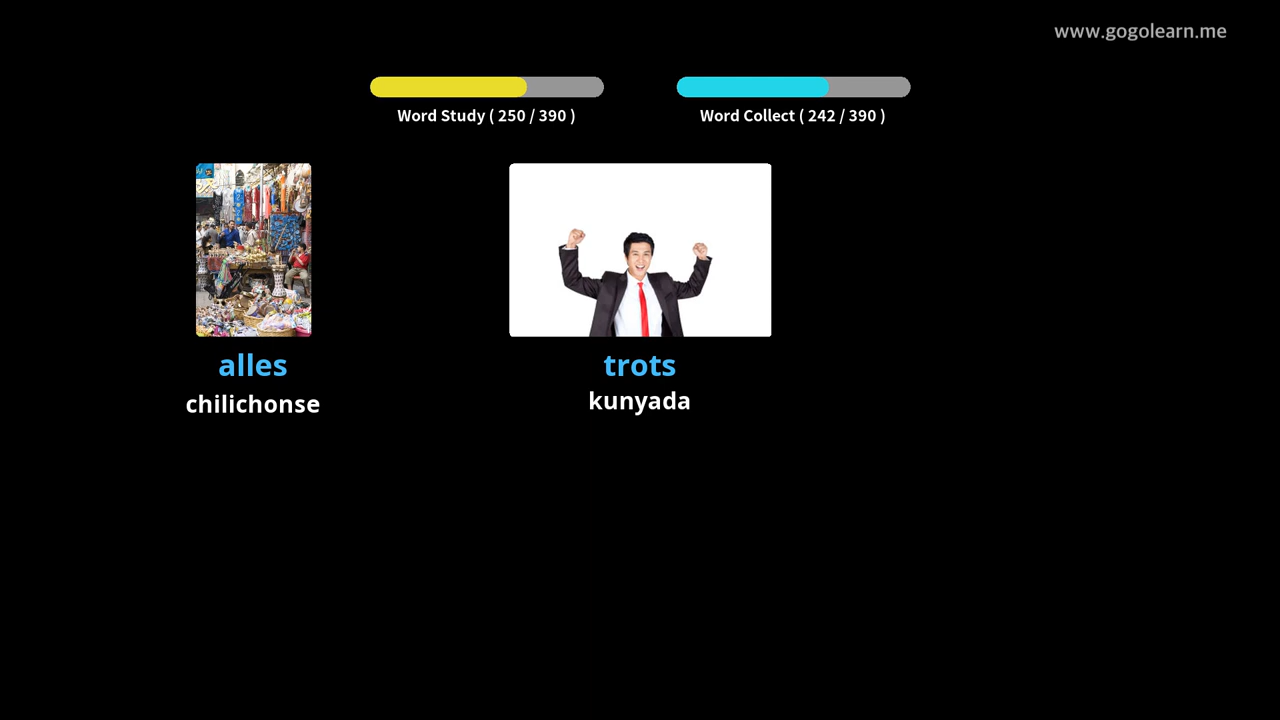 www.gogolearn.me
Word Study ( 250 / 390 )
Word Collect ( 242 / 390 )
alles
chilichonse
trots
kunyada